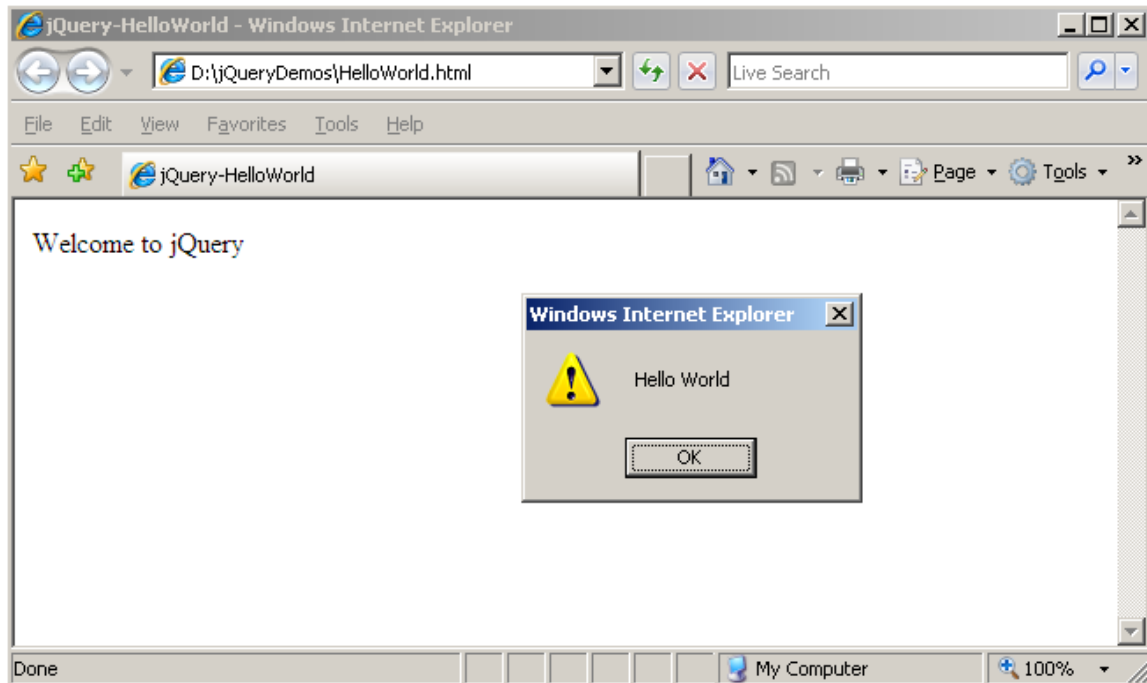 jQuery-HelloWorld - Windows Internet Explorer
D:\jQueryDemos\HelloWorld.html Live Search
File Edit View Favorites Tools Help
jQuery-HelloWorld Page Tools »
Welcome to jQuery
Windows Internet Explorer
Hello World
OK
Done My Computer 100%